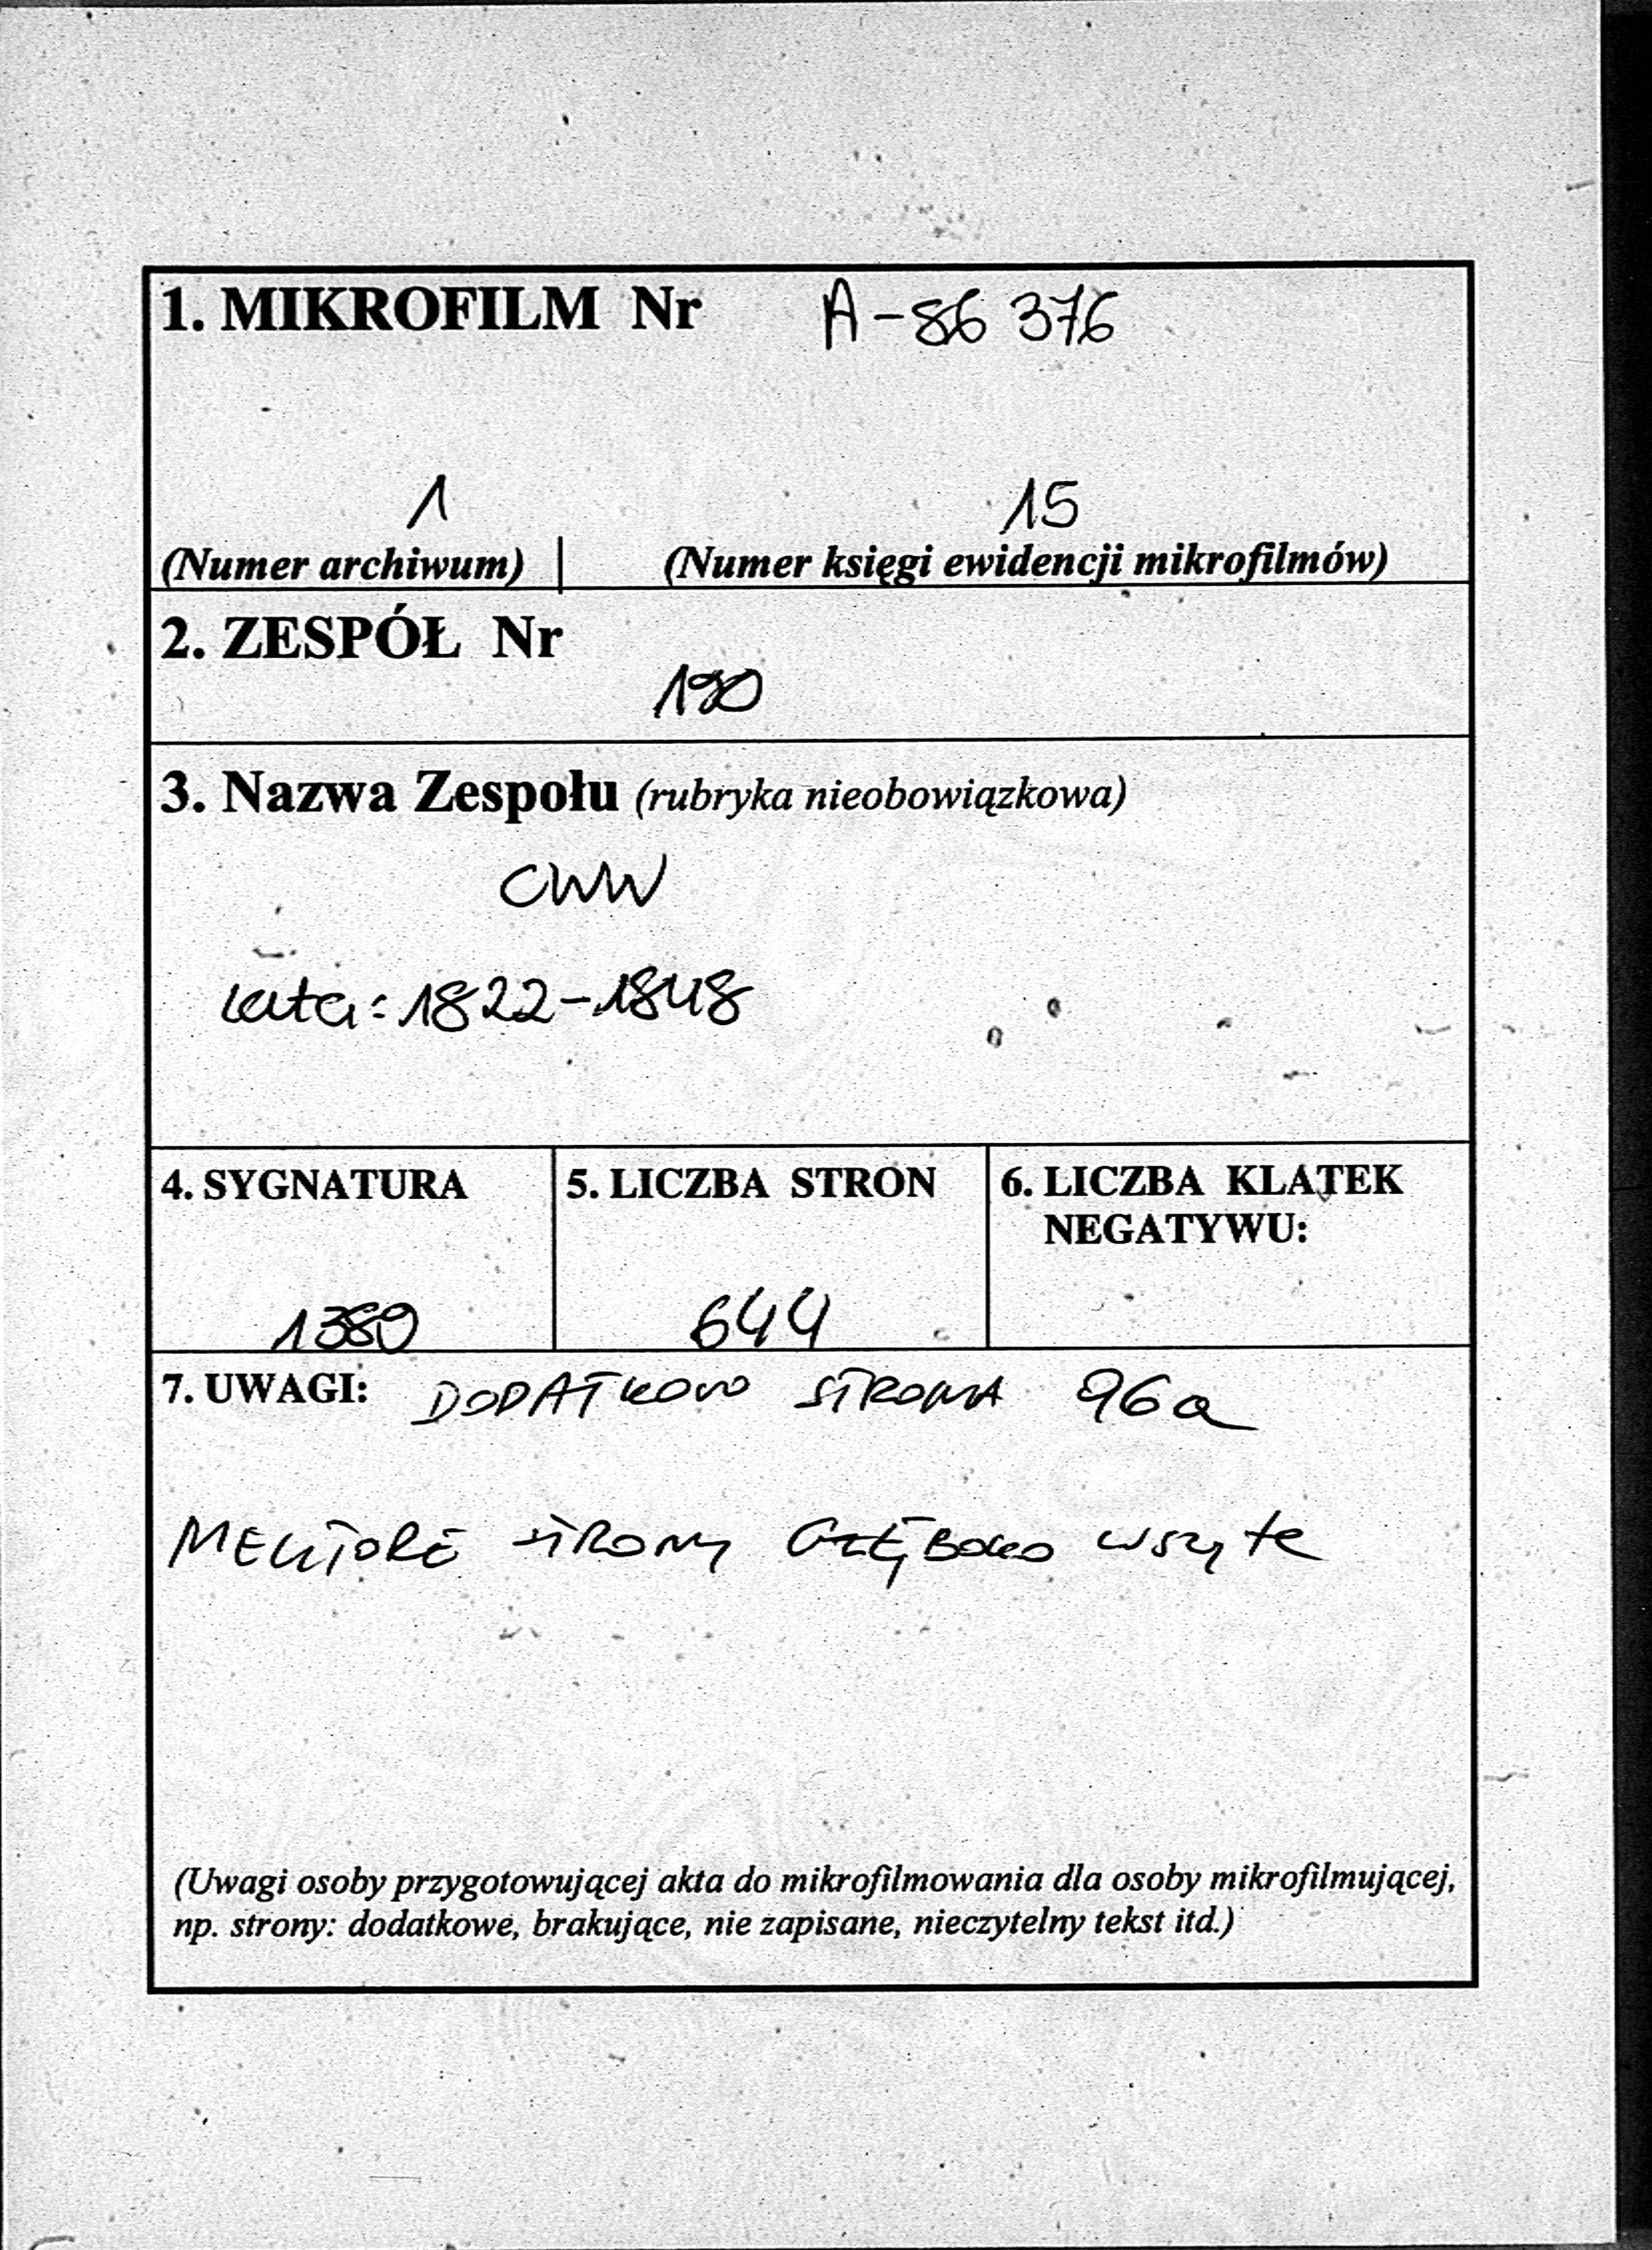 1. MIKROFILM Nr A-86 376
1 15
(Numer archiwum) | (Numer księgi ewidencji mikrofilmów)
2. ZESPÓŁ Nr
190
3. Nazwa Zespołu (rubryka nieobowiązkowa)
CWW
lata: 1822-1848
4. SYGNATURA 5. LICZBA STRON 6. LICZBA KLATEK
NEGATYWU:
1389 644
7. UWAGI: DODATKOWO STRONA 96a
NIEKTÓRE STRONY GŁĘBOKO wszyte
(Uwagi osoby przygotowującej akta do mikrofilmowania dla osoby mikrofilmującej,
np. strony: dodatkowe, brakujące, nie zapisane, nieczytelny tekst itd.)